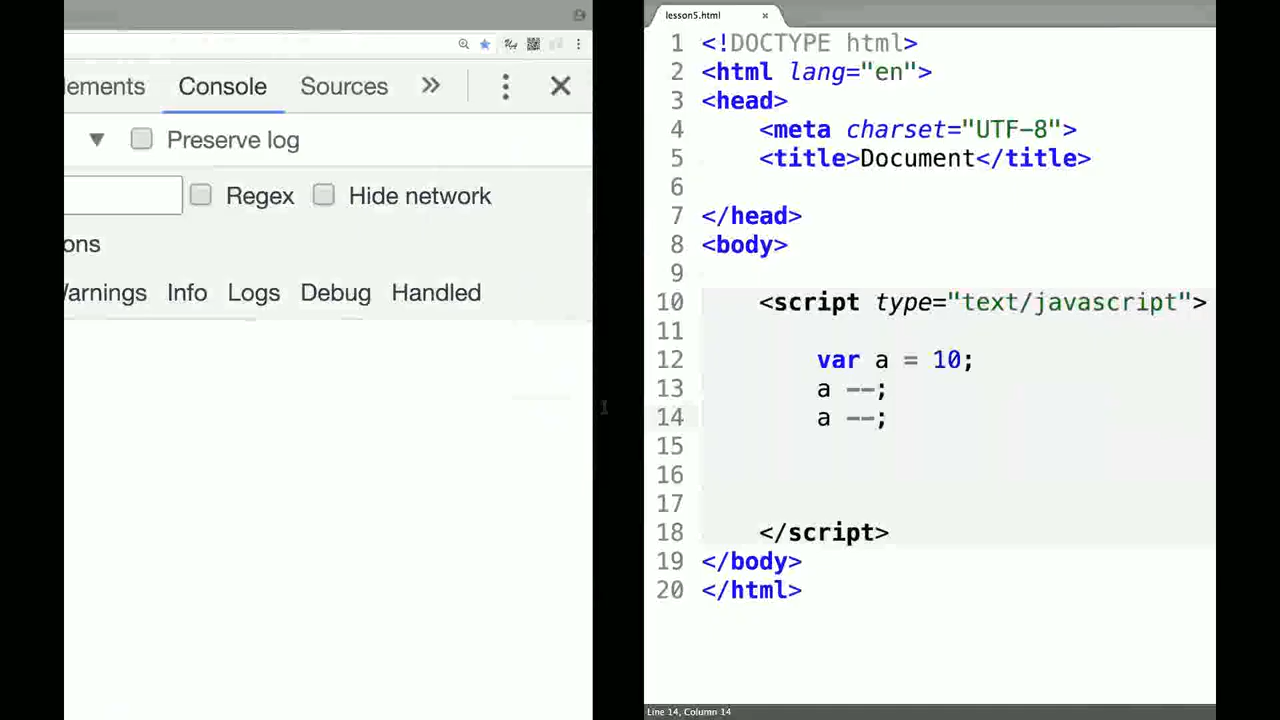 lements Console Sources »
Preserve log
Regex Hide network
ons
Warnings Info Logs Debug Handled
lesson5.html ×
1 <!DOCTYPE html>
2 <html lang="en">
3 <head>
4 <meta charset="UTF-8">
5 <title>Document</title>
6
7 </head>
8 <body>
9
10 <script type="text/javascript">
11
12 var a = 10;
13 a --;
14 a --;
15
16
17
18 </script>
19 </body>
20 </html>
Line 14, Column 14